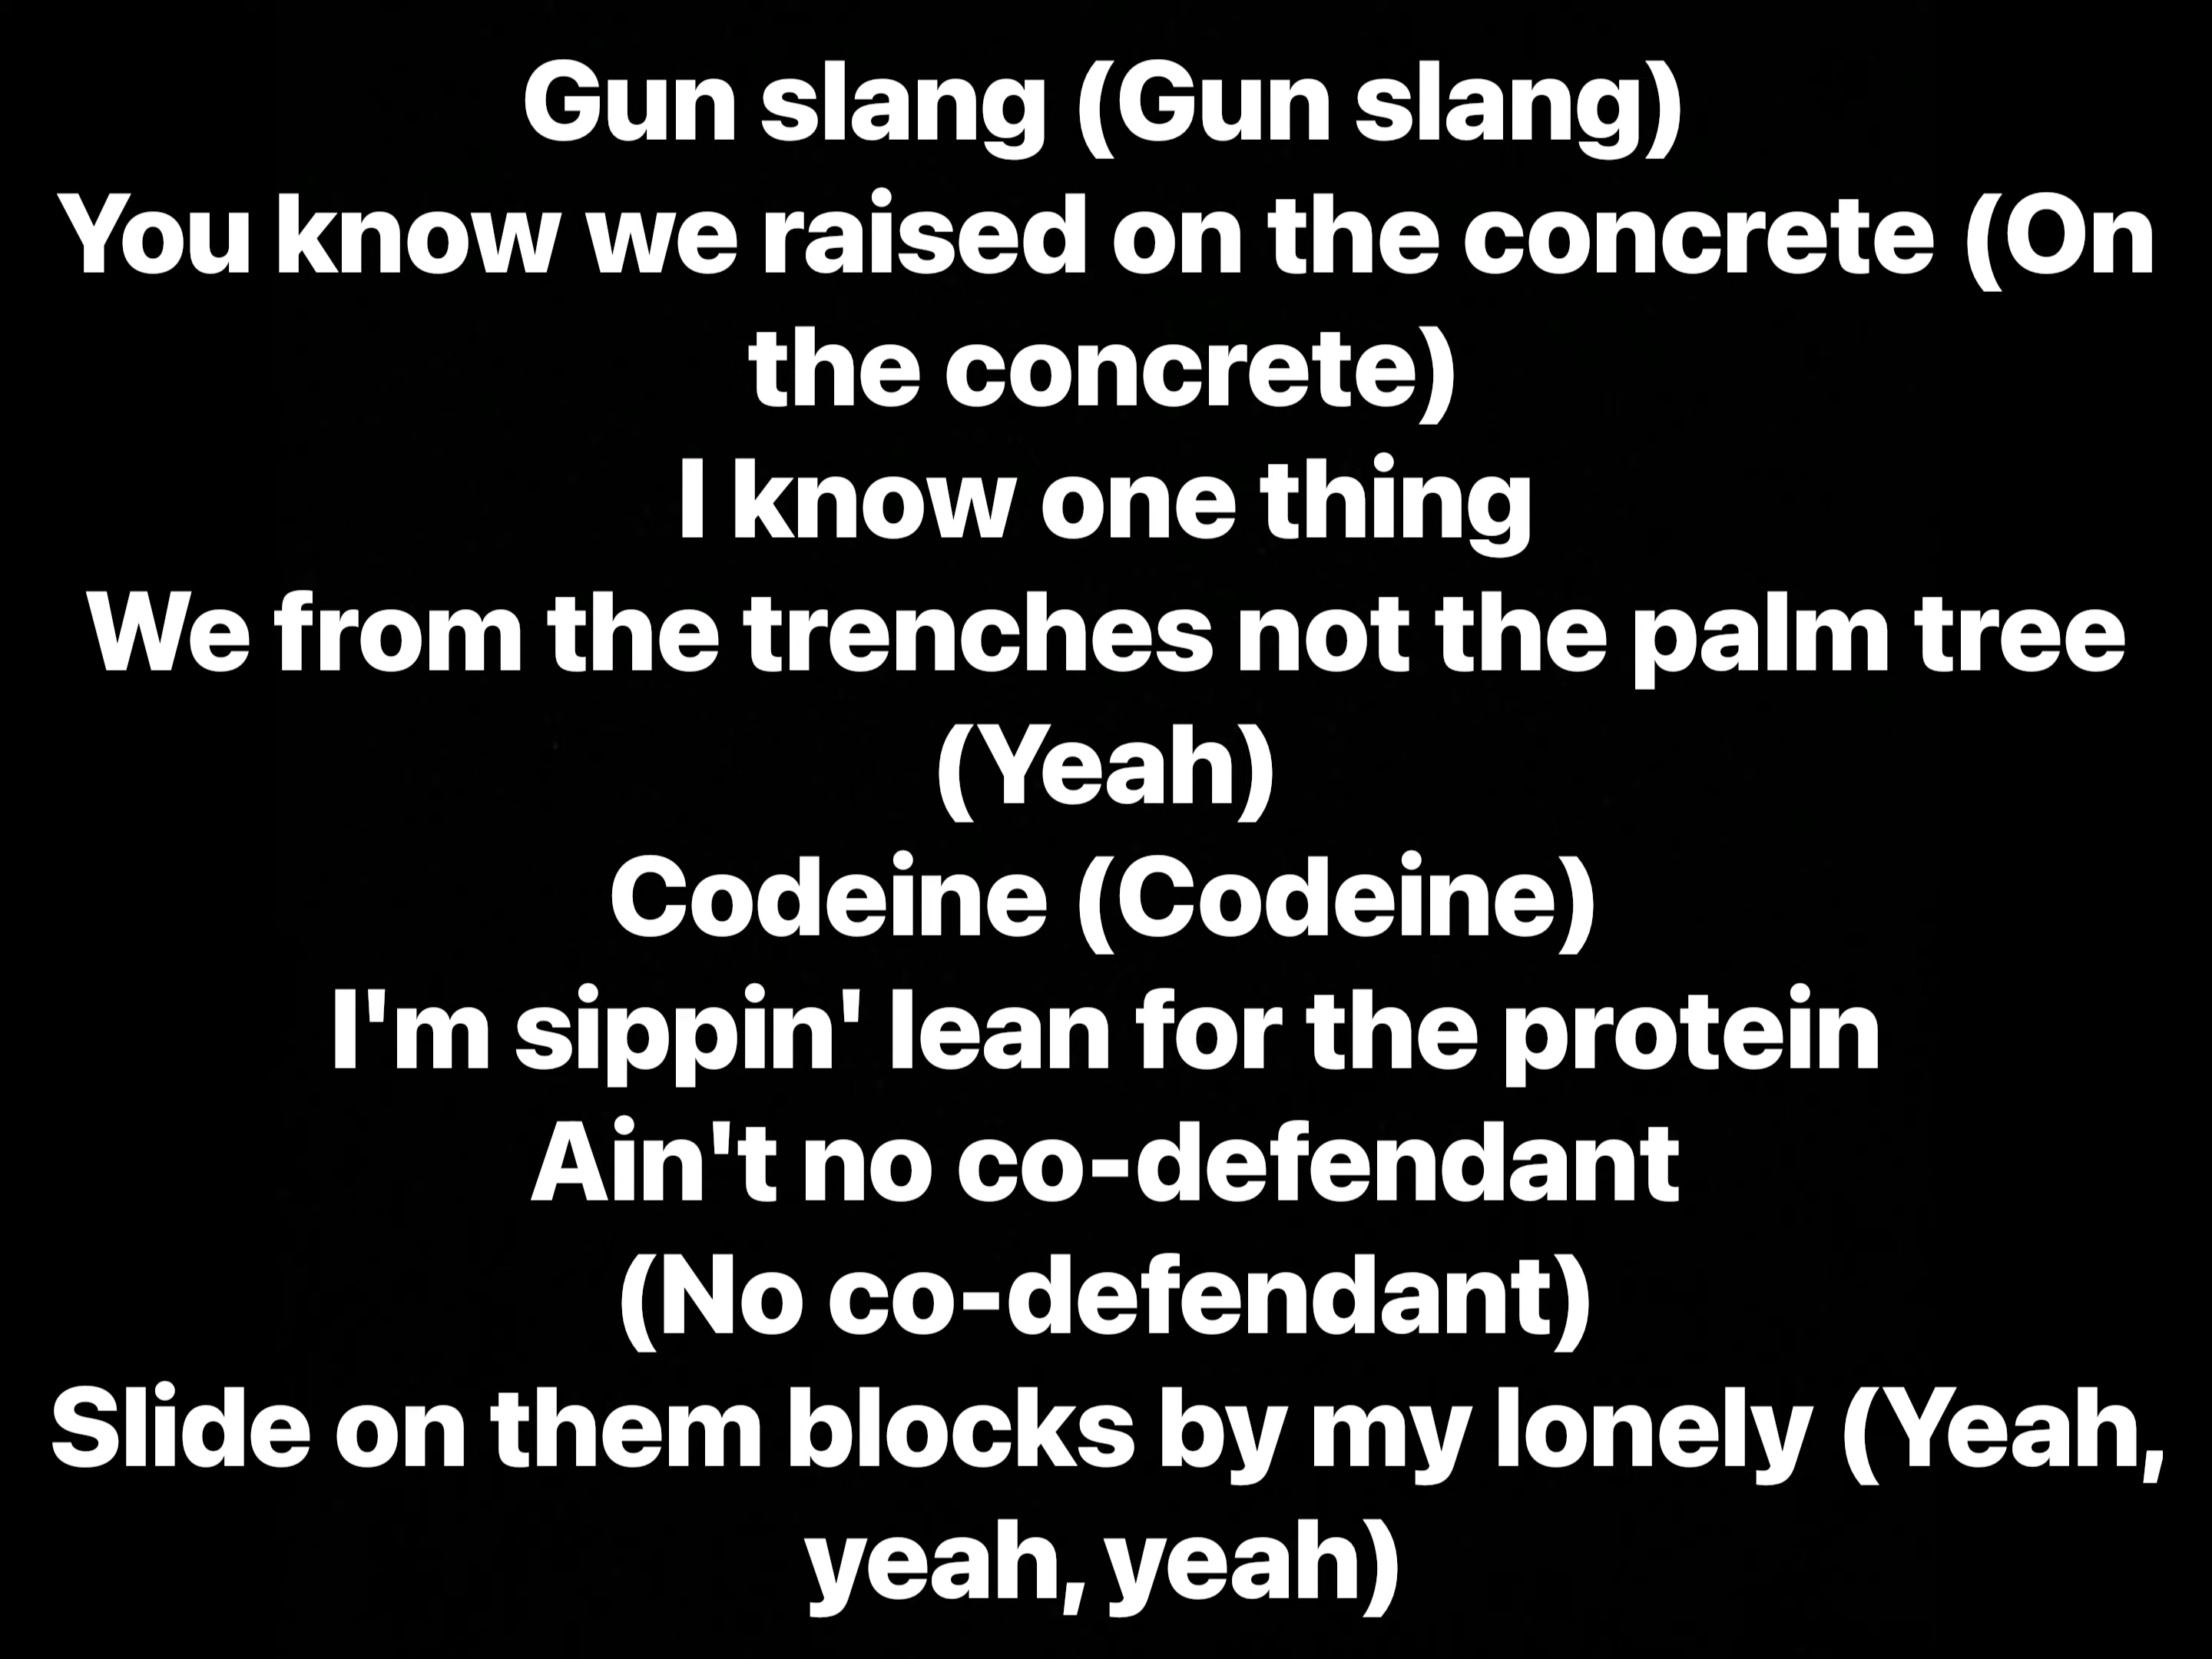 Gun slang (Gun slang)
You know we raised on the concrete (On
the concrete)
I know one thing
We from the trenches not the palm tree
(Yeah)
Codeine (Codeine)
I'm sippin' lean for the protein
Ain't no co-defendant
(No co-defendant)
Slide on them blocks by my lonely (Yeah,
yeah, yeah)